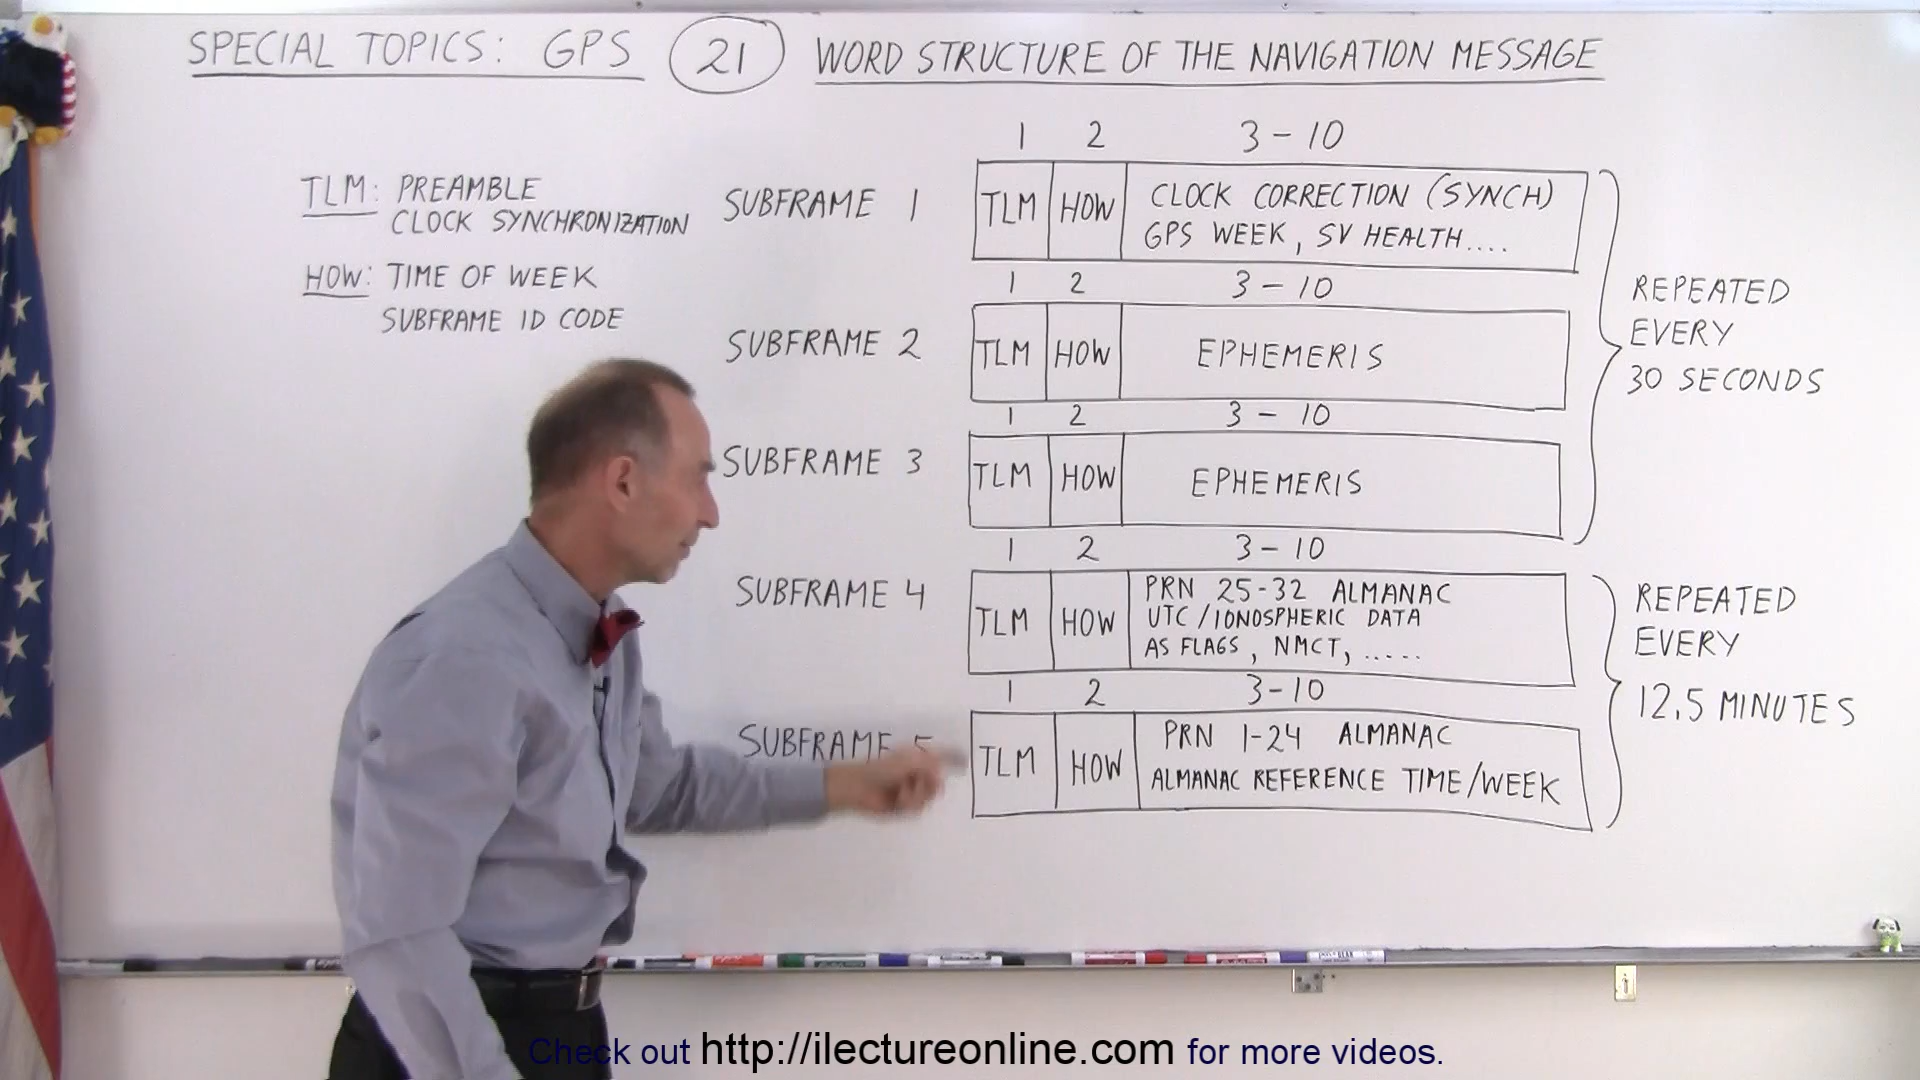 SPECIAL TOPICS: GPS 21 WORD STRUCTURE OF THE NAVIGATION MESSAGE
TLM: PREAMBLE
CLOCK SYNCHRONIZATION
HOW: TIME OF WEEK
SUBFRAME ID CODE
1 2 3-10
SUBFRAME 1 TLM HOW CLOCK CORRECTION (SYNCH)
GPS WEEK, SV HEALTH....
1 2 3-10
SUBFRAME 2 TLM HOW EPHEMERIS
1 2 3-10
SUBFRAME 3 TLM HOW EPHEMERIS
REPEATED
EVERY
30 SECONDS
1 2 3-10
SUBFRAME 4 TLM HOW PRN 25-32 ALMANAC
UTC/IONOSPHERIC DATA
AS FLAGS, NMCT, .....
1 2 3-10
SUBFRAME 5 TLM HOW PRN 1-24 ALMANAC
ALMANAC REFERENCE TIME/WEEK
REPEATED
EVERY
12.5 MINUTES
Check out http://ilectureonline.com for more videos.